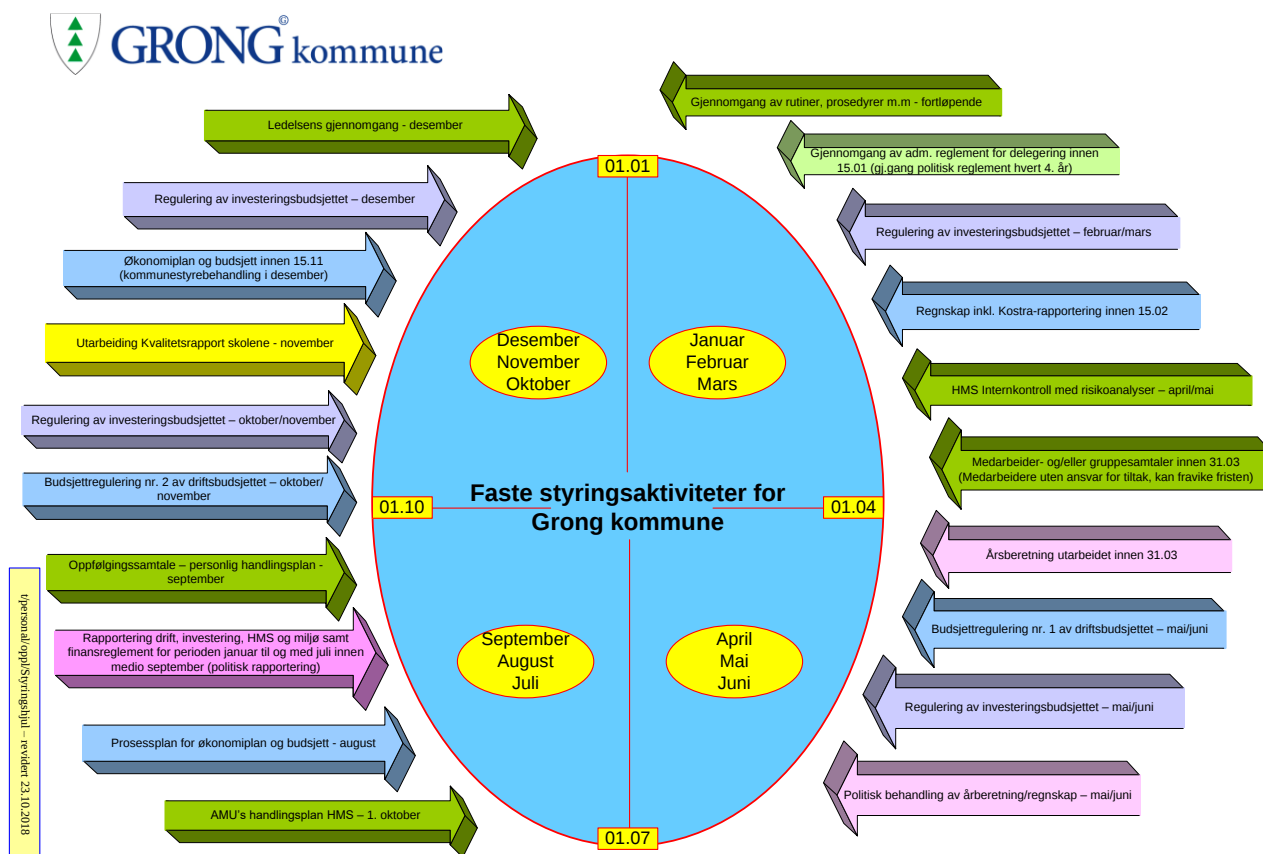 GRONG© kommune
Gjennomgang av rutiner, prosedyrer m.m - fortløpende
Ledelsens gjennomgang - desember
Gjennomgang av adm. reglement for delegering innen
15.01 (gj.gang politisk reglement hvert 4. år)
01.01
Regulering av investeringsbudsjettet – desember
Regulering av investeringsbudsjettet – februar/mars
Økonomiplan og budsjett innen 15.11
(kommunestyrebehandling i desember)
Regnskap inkl. Kostra-rapportering innen 15.02
Utarbeiding Kvalitetsrapport skolene - november
Desember
November
Oktober
Januar
Februar
Mars
HMS Internkontroll med risikoanalyser – april/mai
Regulering av investeringsbudsjettet – oktober/november
Medarbeider- og/eller gruppesamtaler innen 31.03
(Medarbeidere uten ansvar for tiltak, kan fravike fristen)
Budsjettregulering nr. 2 av driftsbudsjettet – oktober/
november
01.10
Faste styringsaktiviteter for
Grong kommune
01.04
Årsberetning utarbeidet innen 31.03
Oppfølgingssamtale – personlig handlingsplan -
september
Budsjettregulering nr. 1 av driftsbudsjettet – mai/juni
Rapportering drift, investering, HMS og miljø samt
finansreglement for perioden januar til og med juli innen
medio september (politisk rapportering)
September
August
Juli
April
Mai
Juni
Regulering av investeringsbudsjettet – mai/juni
Prosessplan for økonomiplan og budsjett - august
Politisk behandling av årberetning/regnskap – mai/juni
AMU's handlingsplan HMS – 1. oktober
01.07
t/personal/oppl/Styringshjul – revidert 23.10.2018